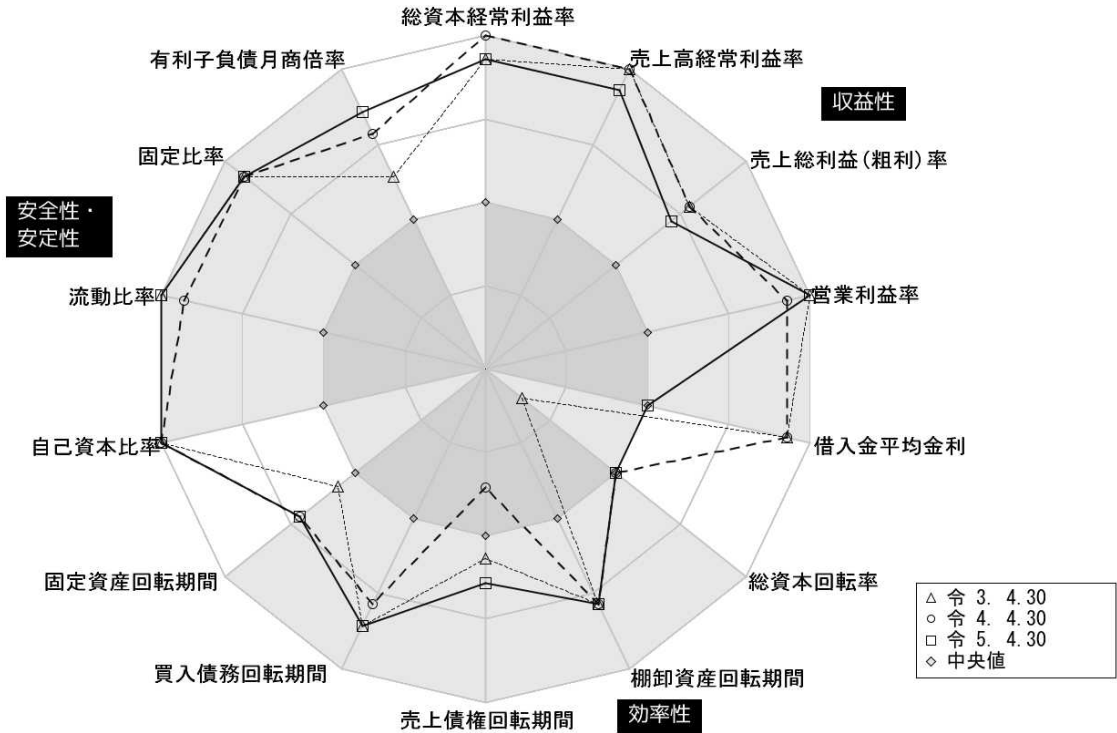 総資本経常利益率
有利子負債月商倍率
売上高経常利益率
収益性
固定比率
売上総利益(粗利)率
安全性・
安定性
流動比率
営業利益率
自己資本比率
借入金平均金利
固定資産回転期間
総資本回転率
買入債務回転期間
棚卸資産回転期間
売上債権回転期間
効率性
令 3. 4.30
令 4. 4.30
令 5. 4.30
中央値